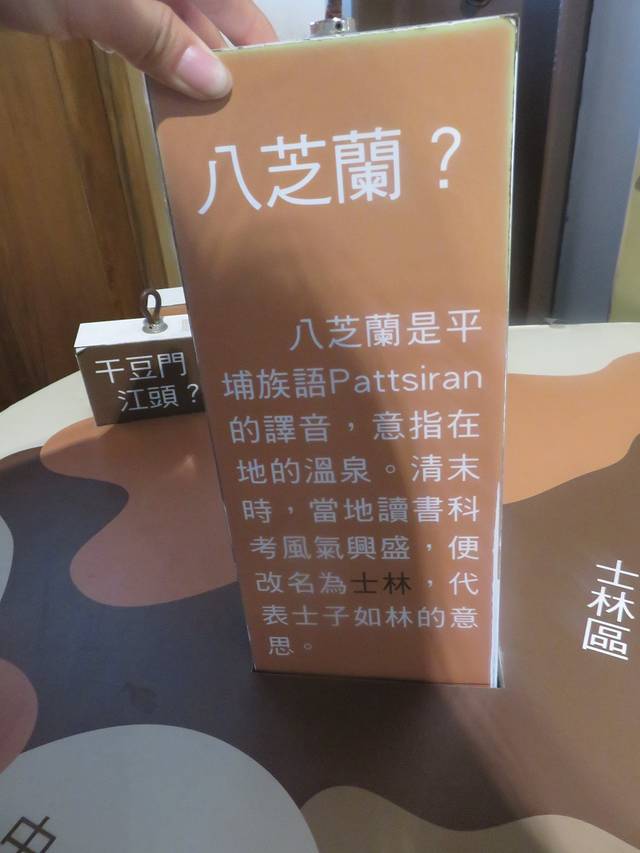 八芝蘭？
八芝蘭是平
埔族語Pattsiran
的譯音，意指在
地的溫泉。清末
時，當地讀書科
考風氣興盛，便
改名為士林，代
表士子如林的意
思。
干豆門
江頭？
士林區